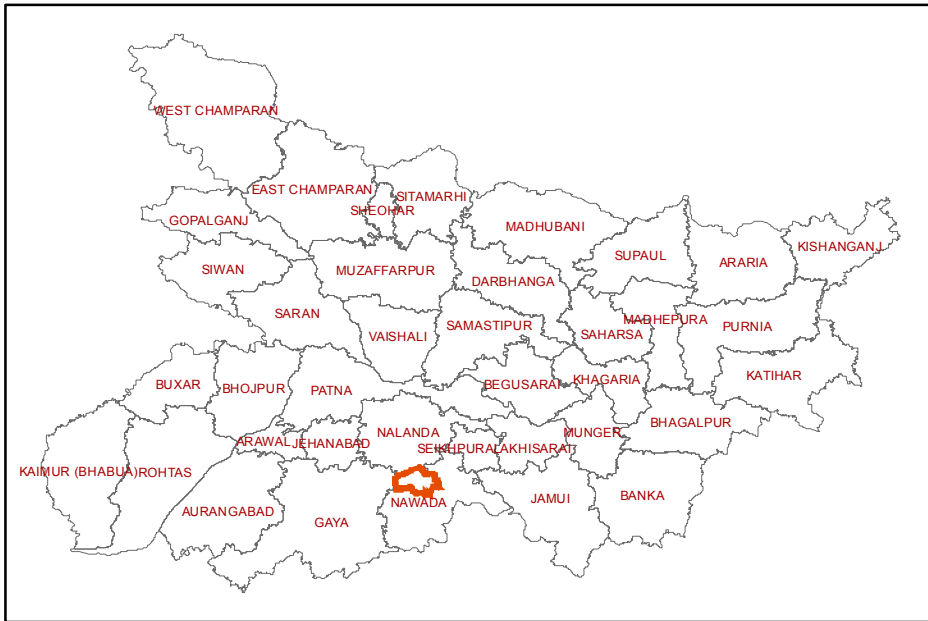 WEST CHAMPARAN
EAST CHAMPARAN
SITAMARHI
SHEOHAR
GOPALGANJ
MADHUBANI
KISHANGANJ
SUPAUL
ARARIA
SIWAN
MUZAFFARPUR
DARBHANGA
SARAN
MADHEPURA
VAISHALI
SAMASTIPUR
SAHARSA
PURNIA
BUXAR
BHOJPUR
PATNA
BEGUSARAI
KHAGARIA
KATIHAR
BHAGALPUR
ARAWAL
JEHANABAD
NALANDA
MUNGER
SEIKHPURA
LAKHISARAI
KAIMUR (BHABUA)
ROHTAS
BANKA
JAMUI
NAWADA
AURANGABAD
GAYA